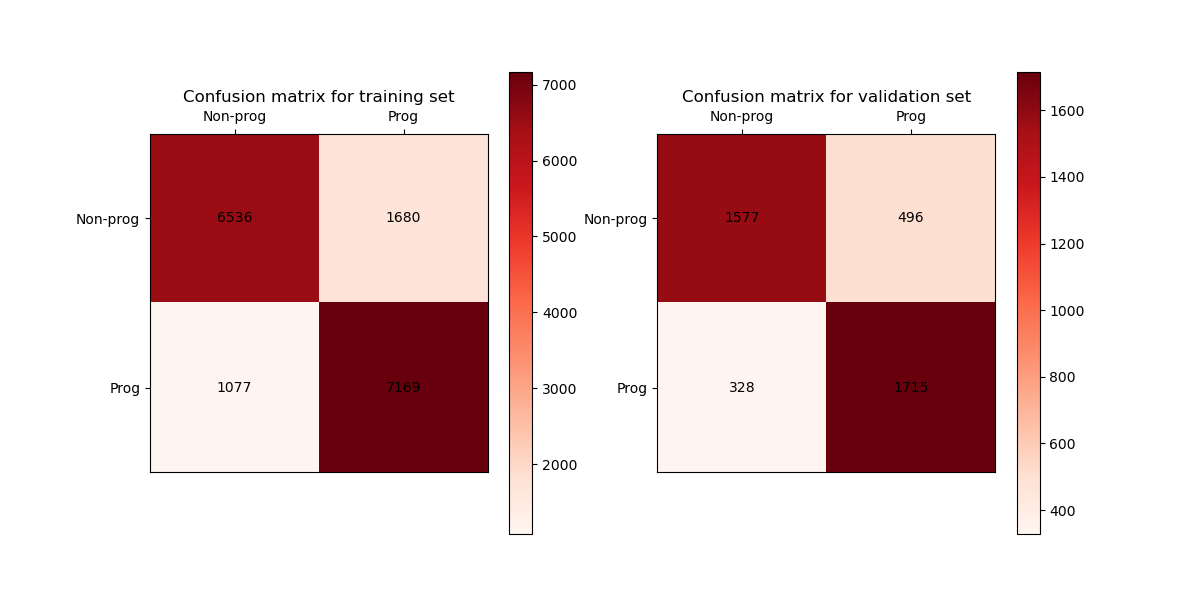 Confusion matrix for training set
Non-prog Prog
Non-prog 6536 1680
Prog 1077 7169
7000
6000
5000
4000
3000
2000
Confusion matrix for validation set
Non-prog Prog
Non-prog 1577 496
Prog 328 1715
1600
1400
1200
1000
800
600
400